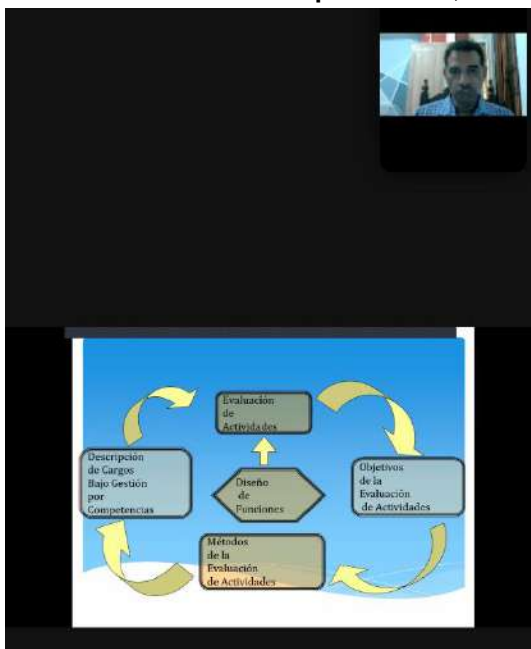 Evaluación
de
Actividades
Descripción
de Cargos
Bajo Gestión
por
Competencias
Diseño
de
Funciones
Objetivos
de la
Evaluación
de Actividades
Métodos
de la
Evaluación
de Actividades